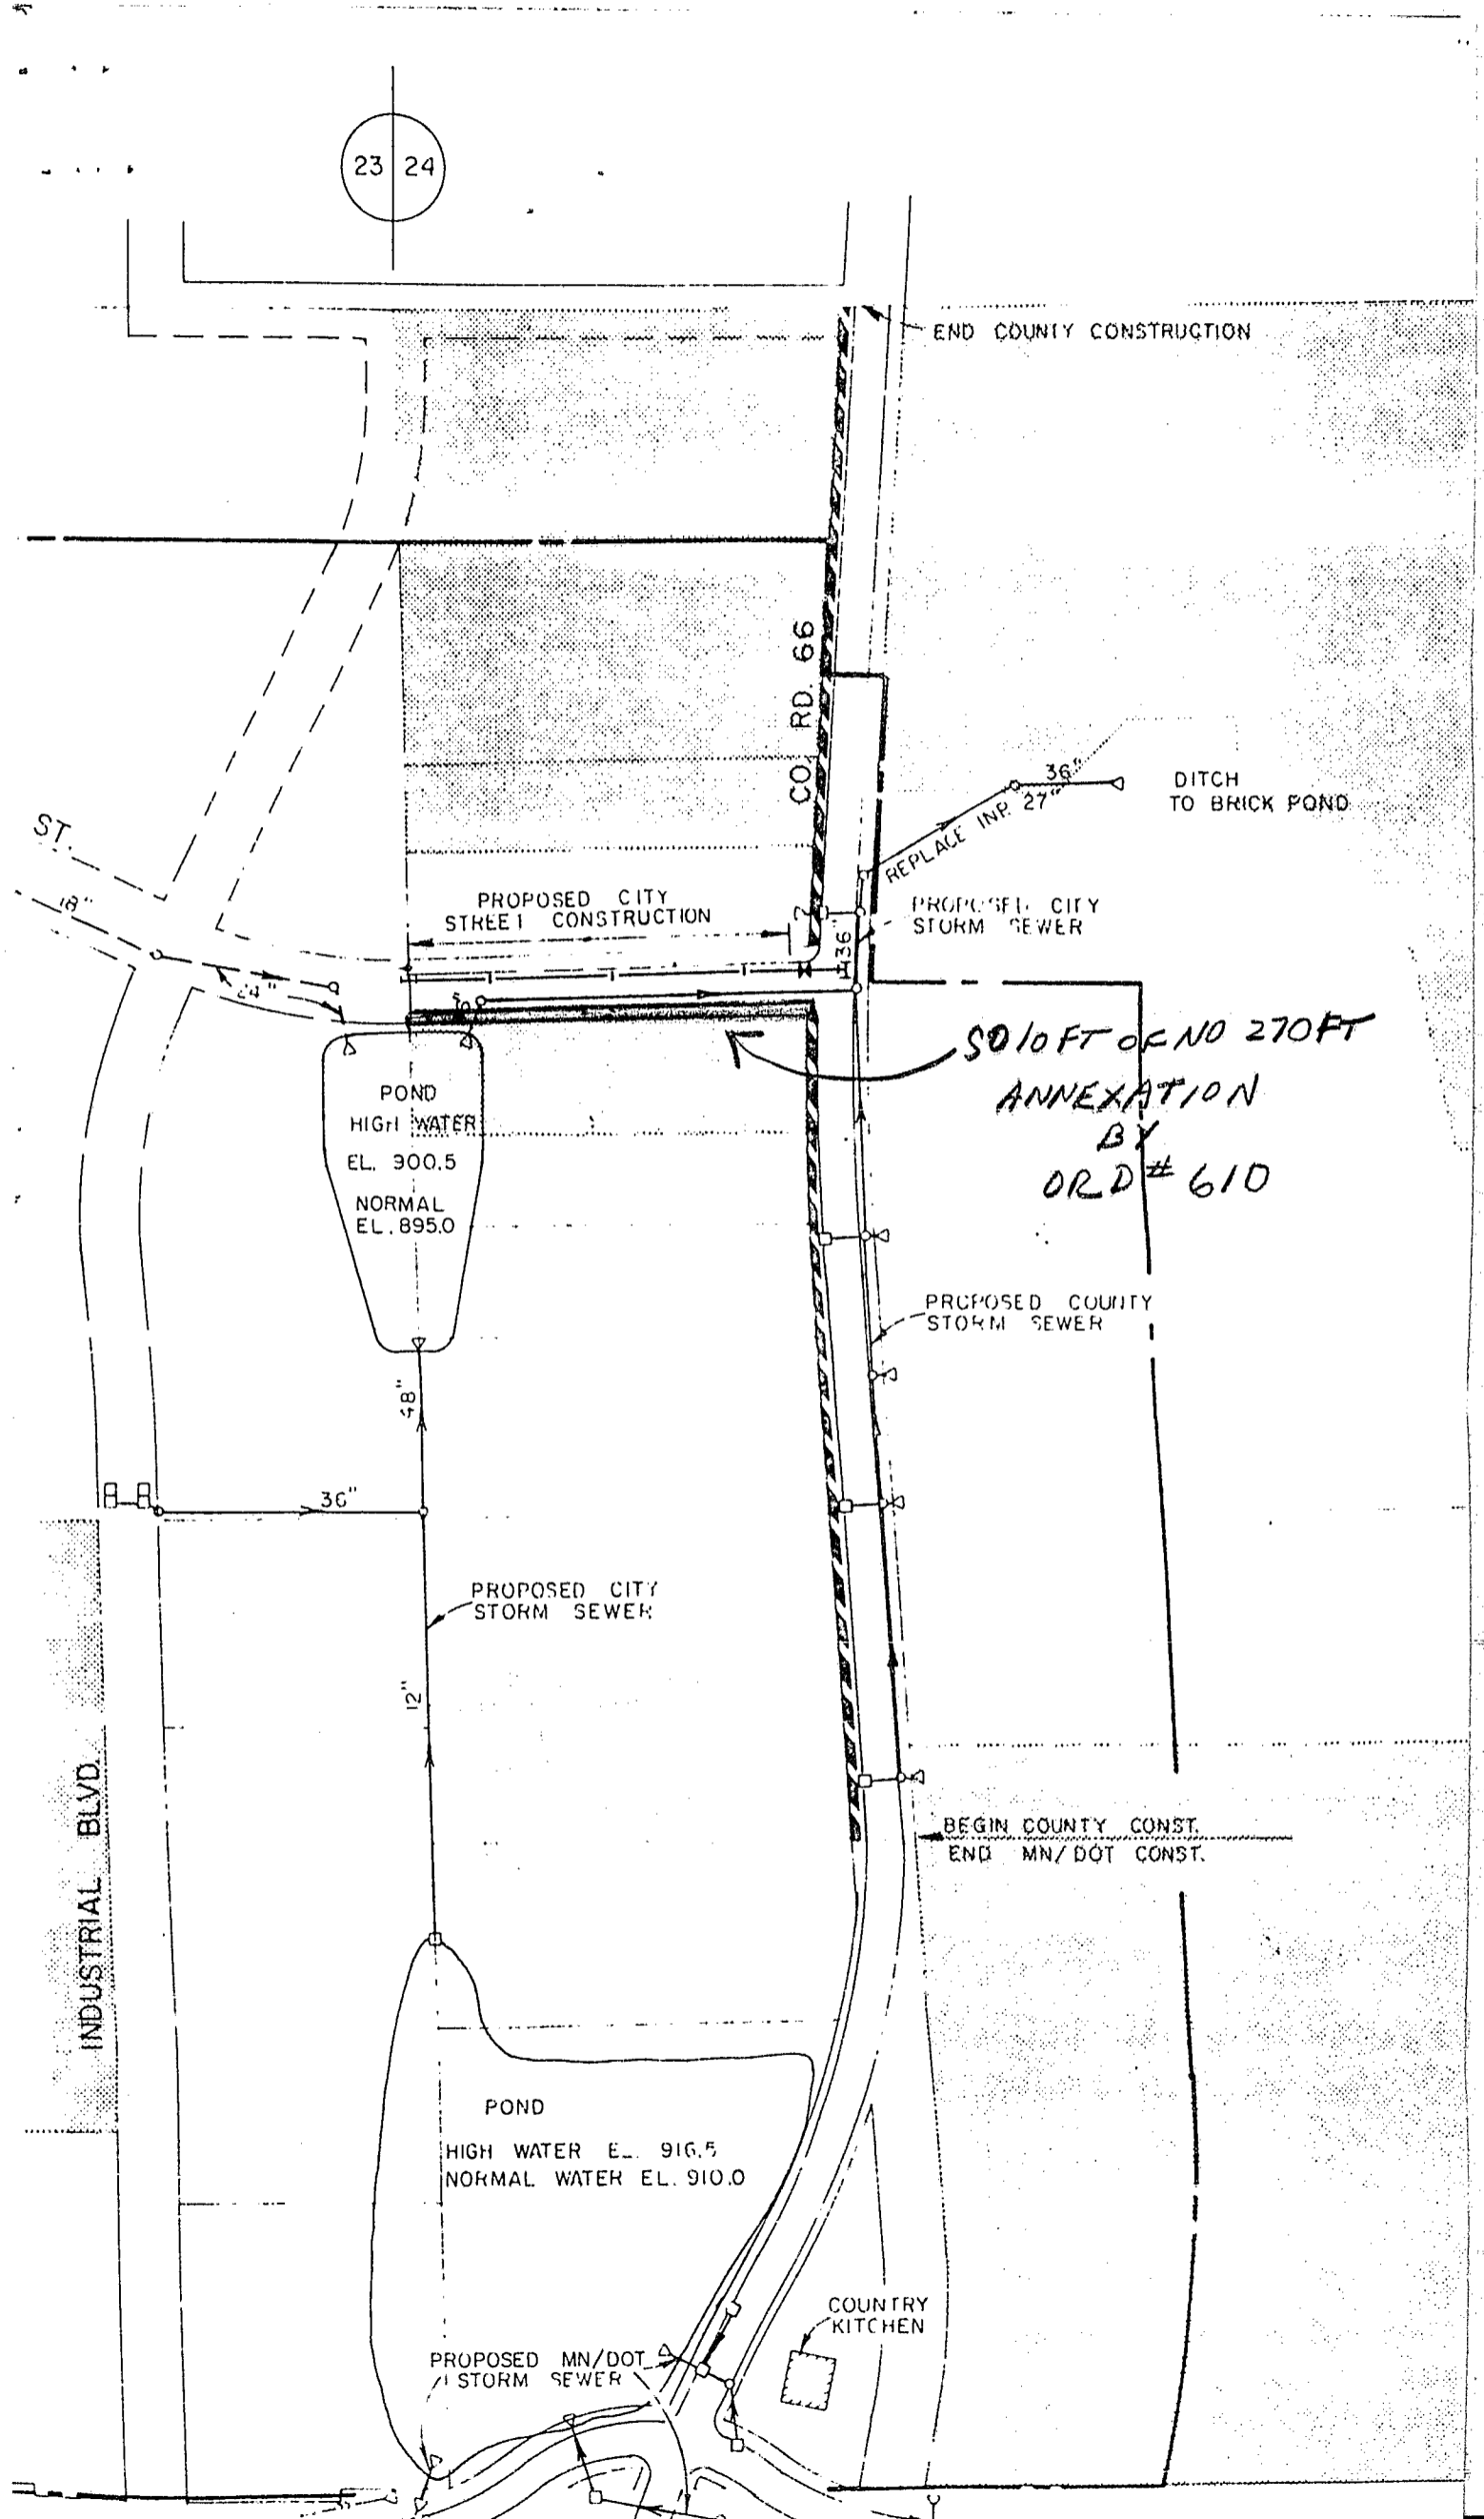 23 24
END COUNTY CONSTRUCTION
CO. RD. 66
36"
REPLACE INP. 27"
DITCH
TO BRICK POND
ST.
18"
24"
PROPOSED CITY
STREET CONSTRUCTION
36"
PROPOSED CITY
STORM SEWER
SO 10 FT OF NO 270 FT
ANNEXATION
BY
ORD # 610
POND
HIGH WATER
EL. 900.5
NORMAL
EL. 895.0
PROPOSED COUNTY
STORM SEWER
48"
36"
PROPOSED CITY
STORM SEWER
12"
INDUSTRIAL BLVD.
BEGIN COUNTY CONST.
END MN/DOT CONST.
POND
HIGH WATER EL. 916.5
NORMAL WATER EL. 910.0
COUNTRY
KITCHEN
PROPOSED MN/DOT
STORM SEWER